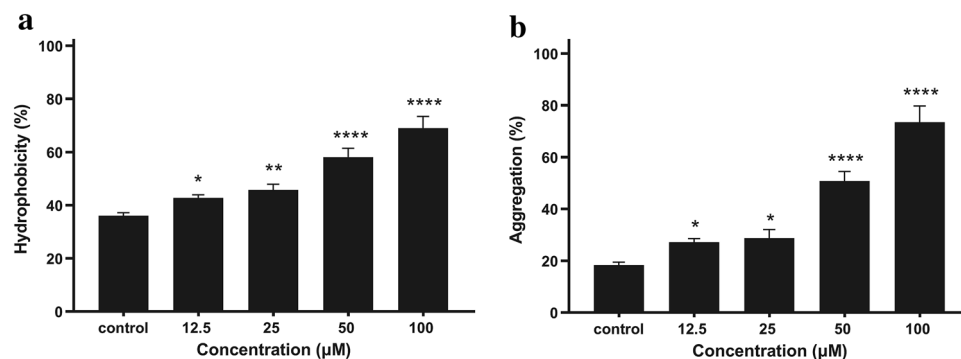 a
100
80
60
40
20
0
Hydrophobicity (%)
*
**
****
****
control 12.5 25 50 100
Concentration (µM)
b
100
80
60
40
20
0
Aggregation (%)
*
*
****
****
control 12.5 25 50 100
Concentration (µM)